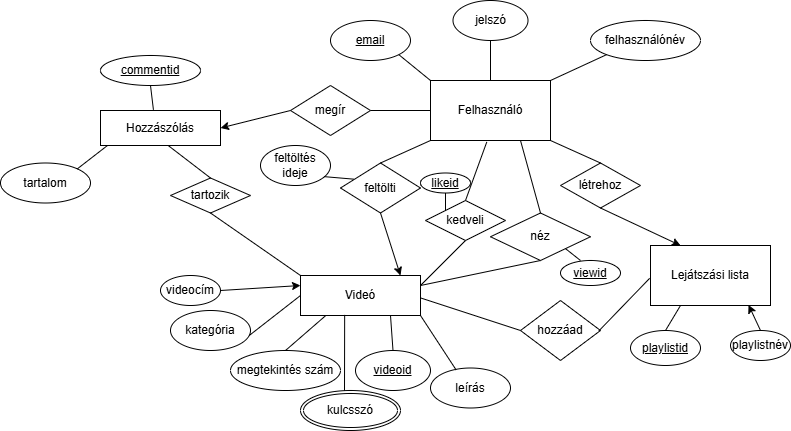 jelszó
email
felhasználónév
commentid
Felhasználó
megír
Hozzászólás
feltöltés
ideje
tartalom
tartozik
feltölti
likeid
létrehoz
kedveli
néz
viewid
Lejátszási lista
videocím
Videó
kategória
hozzáad
megtekintés szám
videoid
leírás
playlistid
playlistnév
kulcsszó